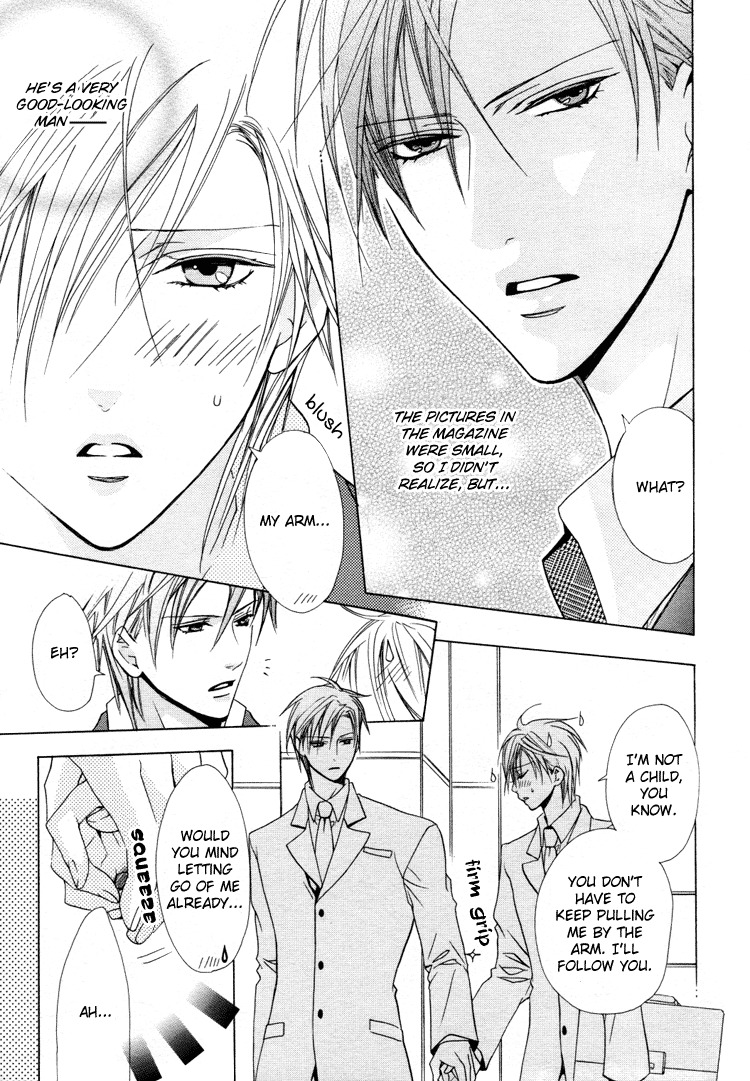 WHAT?
THE PICTURES IN
THE MAGAZINE
WERE SMALL,
SO I DIDN'T
REALIZE, BUT...
HE'S A VERY
GOOD-LOOKING
MAN
blush
MY ARM...
EH?
I'M NOT
A CHILD,
YOU
KNOW.
YOU DON'T
HAVE TO
KEEP PULLING
ME BY THE
ARM. I'LL
FOLLOW YOU.
firm grip
WOULD
YOU MIND
LETTING
GO OF ME
ALREADY...
squeeze
AH...